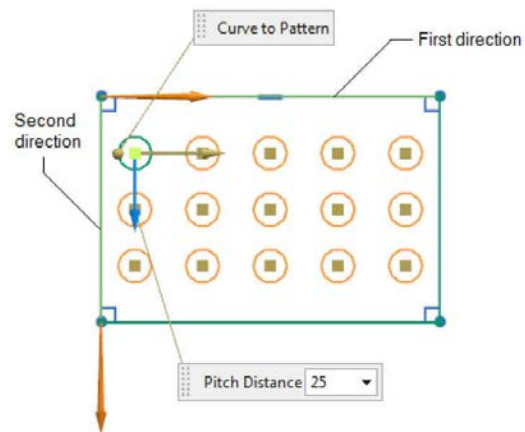 Curve to Pattern
First direction
Second
direction
Pitch Distance 25